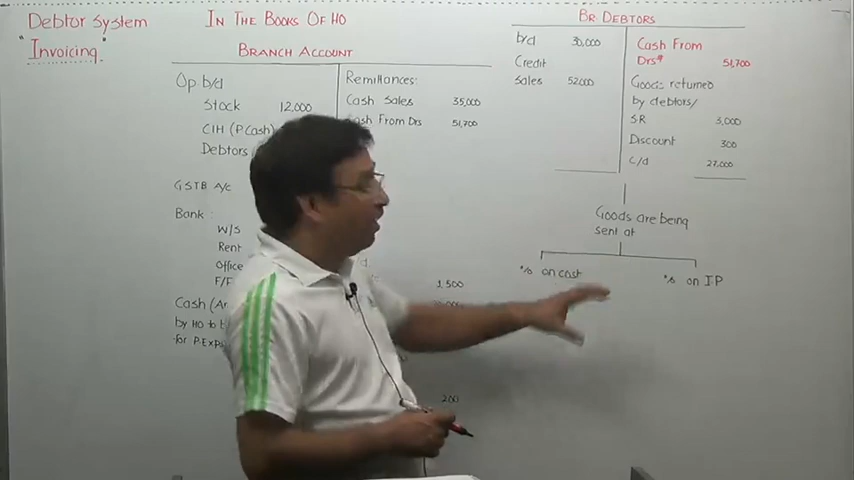 Debtor System
"Invoicing"
IN THE BOOKS OF HO
BRANCH ACCOUNT
Op b/d
Stock 12,000
CIH (P.Cash)
Debtors
GSTB A/c
Bank:
W/S
Rent
Office
F/F
Cash
by HO to
for P.Exps
Remittances:
Cash Sales 35,000
Cash From Drs 51,700
1,500
200
BR DEBTORS
b/d 30,000
Credit
Sales 52,000
Cash From
Drs* 51,700
Goods returned
by debtors/
S.R 3,000
Discount 300
C/d 27,000
Goods are being
sent at
% on cost
% on I.P